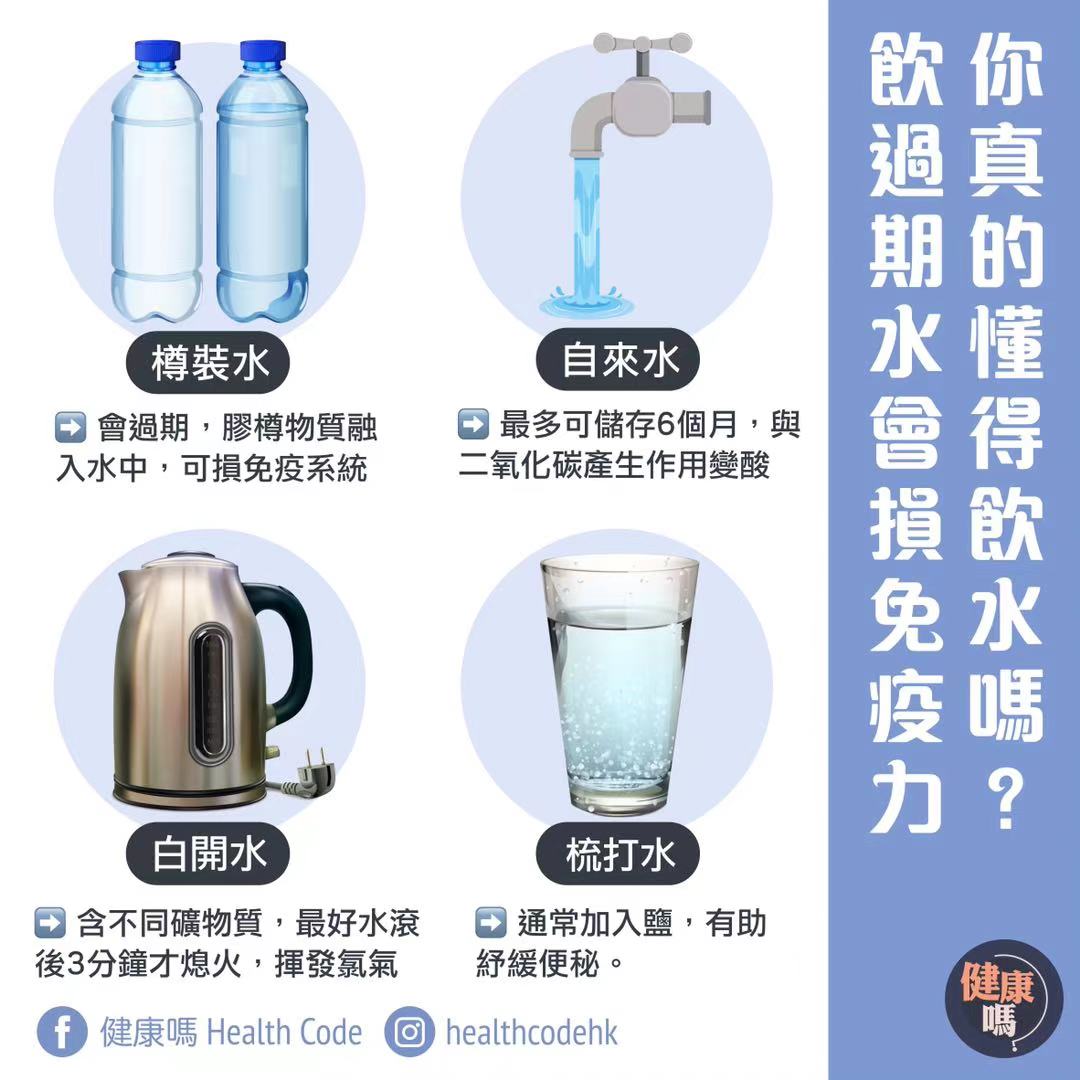 你真的懂得飲水嗎？
飲過期水會損免疫力
樽裝水
➡ 會過期，膠樽物質融
入水中，可損免疫系統
自來水
➡ 最多可儲存6個月，與
二氧化碳產生作用變酸
白開水
➡ 含不同礦物質，最好水滾
後3分鐘才熄火，揮發氯氣
梳打水
➡ 通常加入鹽，有助
紓緩便秘。
健康嗎 Health Code
healthcodehk
健康
嗎?